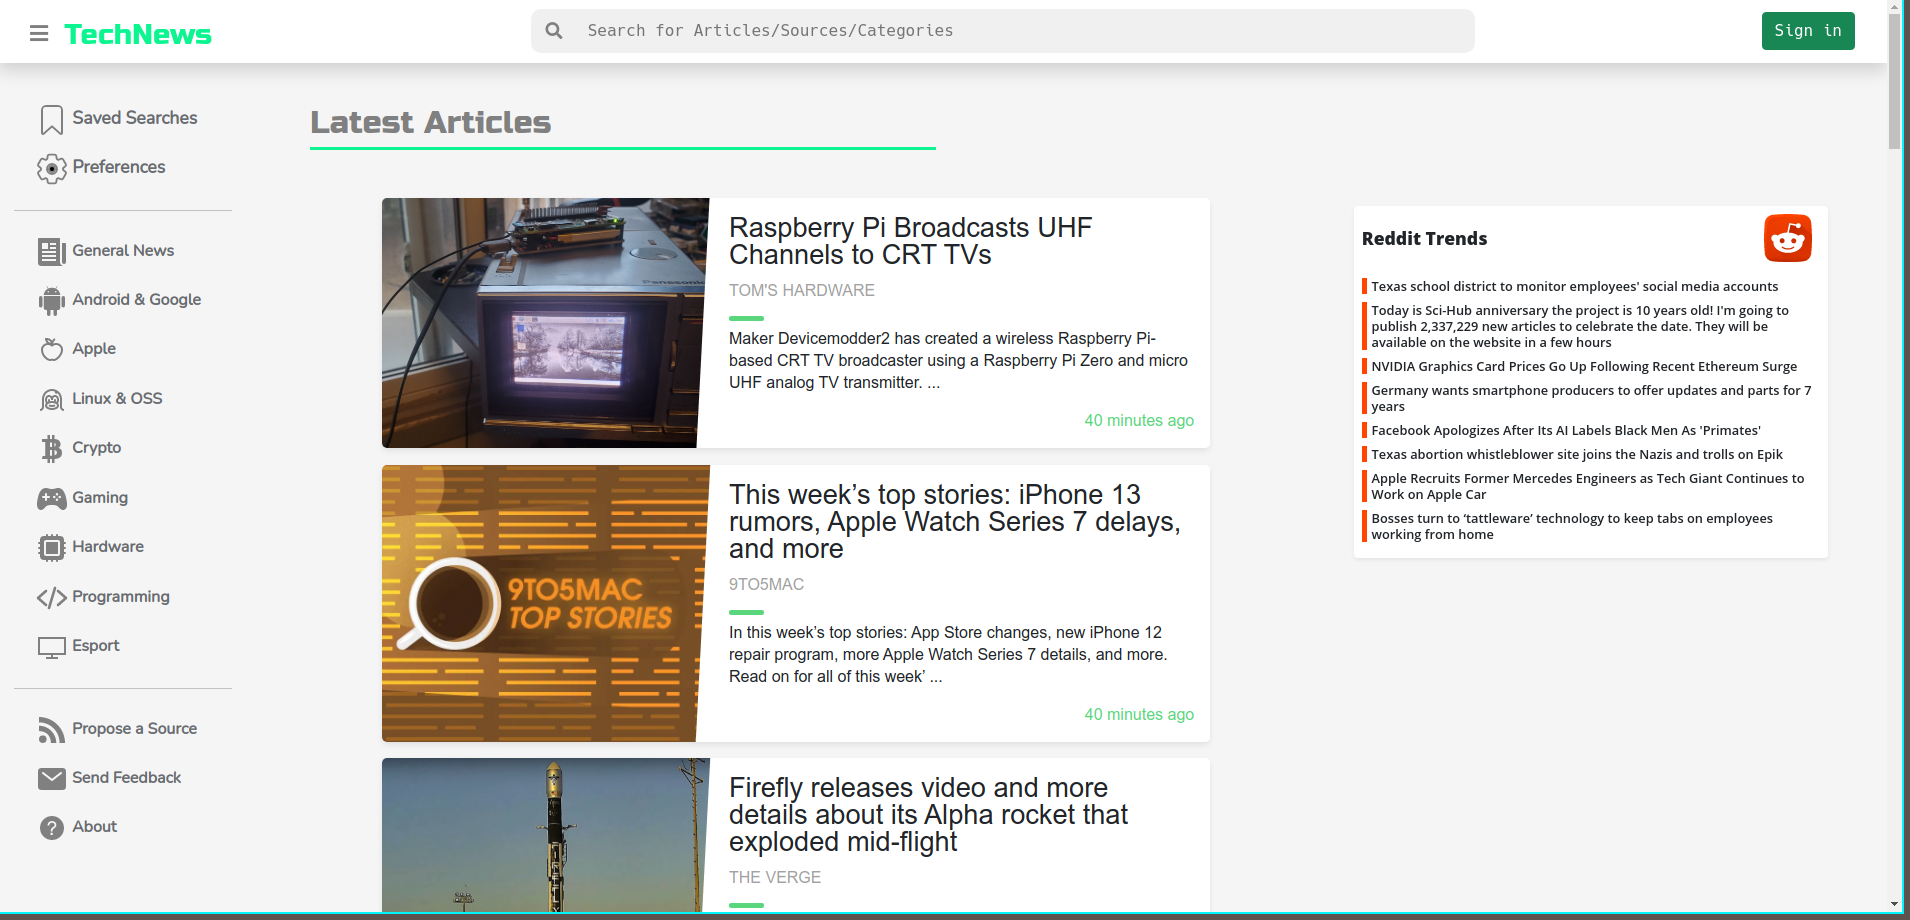 TechNews
Search for Articles/Sources/Categories
Sign in
Saved Searches
Preferences
General News
Android & Google
Apple
Linux & OSS
Crypto
Gaming
Hardware
Programming
Esport
Propose a Source
Send Feedback
About
Latest Articles
Panasonic
Raspberry Pi Broadcasts UHF
Channels to CRT TVs
TOM'S HARDWARE
Maker Devicemodder2 has created a wireless Raspberry Pi-
based CRT TV broadcaster using a Raspberry Pi Zero and micro
UHF analog TV transmitter. ...
40 minutes ago
9TO5MAC
TOP STORIES
This week’s top stories: iPhone 13
rumors, Apple Watch Series 7 delays,
and more
9TO5MAC
In this week’s top stories: App Store changes, new iPhone 12
repair program, more Apple Watch Series 7 details, and more.
Read on for all of this week’ ...
40 minutes ago
FIREFLY
Firefly releases video and more
details about its Alpha rocket that
exploded mid-flight
THE VERGE
Reddit Trends
Texas school district to monitor employees' social media accounts
Today is Sci-Hub anniversary the project is 10 years old! I'm going to
publish 2,337,229 new articles to celebrate the date. They will be
available on the website in a few hours
NVIDIA Graphics Card Prices Go Up Following Recent Ethereum Surge
Germany wants smartphone producers to offer updates and parts for 7
years
Facebook Apologizes After Its AI Labels Black Men As 'Primates'
Texas abortion whistleblower site joins the Nazis and trolls on Epik
Apple Recruits Former Mercedes Engineers as Tech Giant Continues to
Work on Apple Car
Bosses turn to ‘tattleware’ technology to keep tabs on employees
working from home